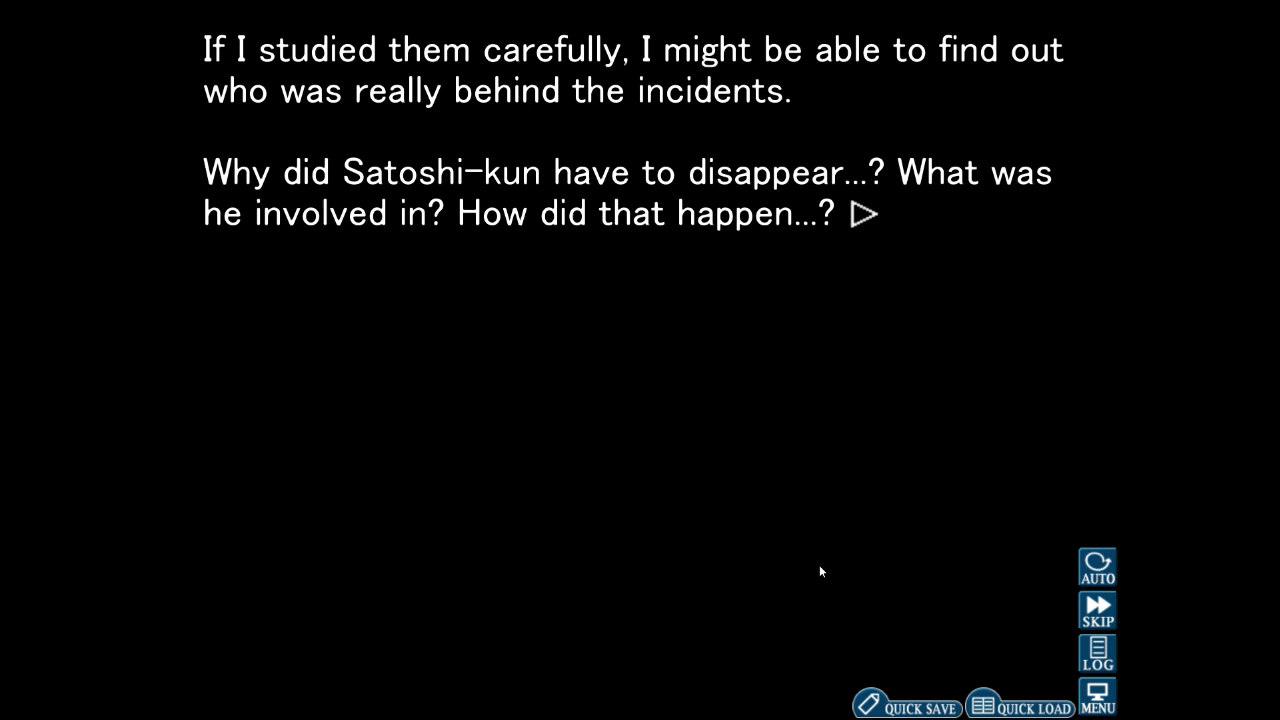 If I studied them carefully, I might be able to find out
who was really behind the incidents.
Why did Satoshi-kun have to disappear...? What was
he involved in? How did that happen...?
AUTO
SKIP
LOG
MENU
QUICK SAVE
QUICK LOAD